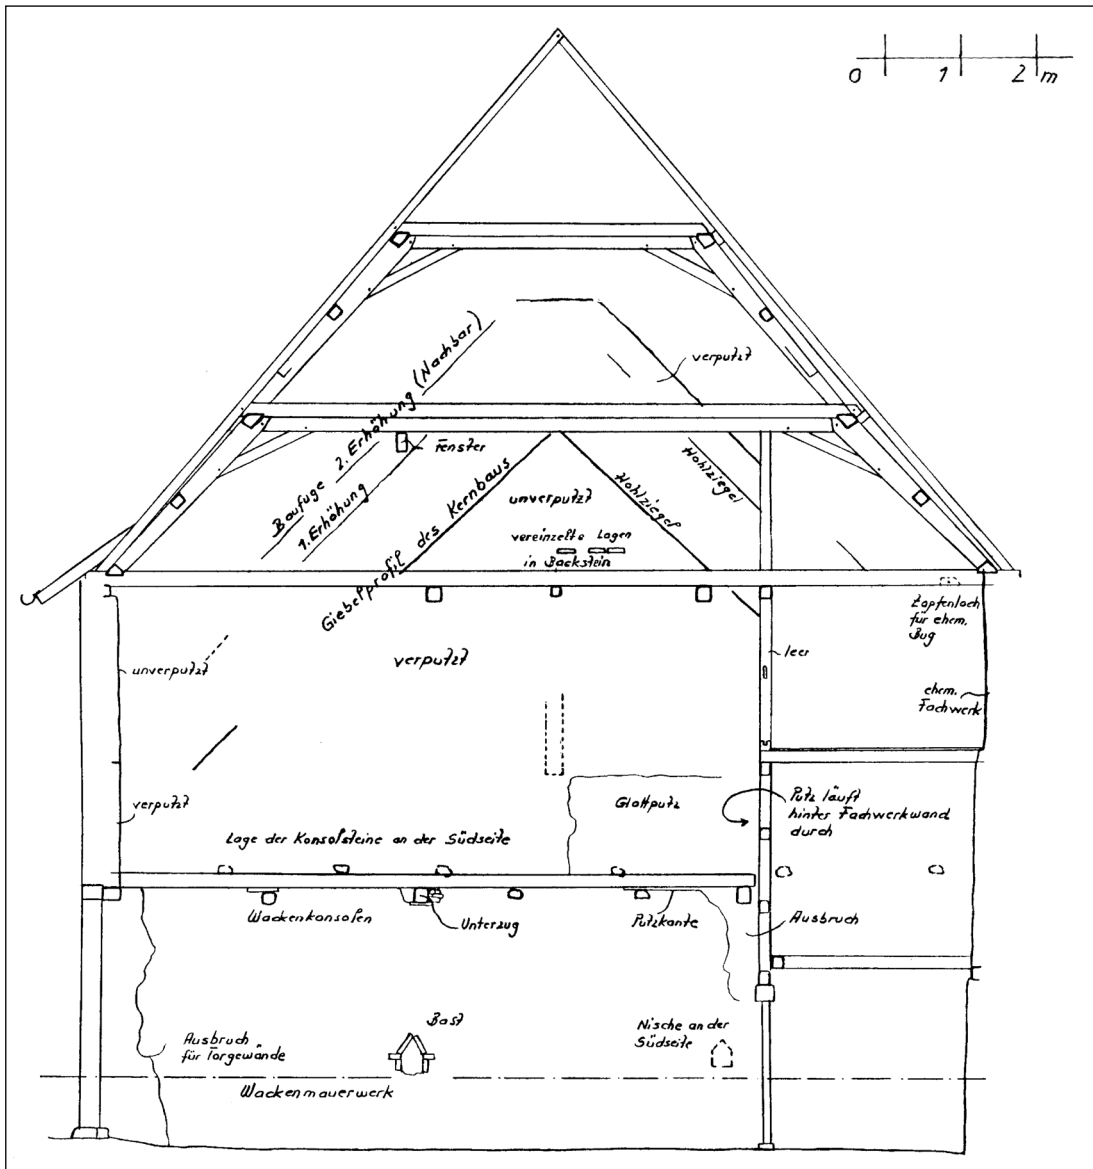 0 1 2 m
verputzt
Baufuge 2. Erhöhung (Nachbar)
1. Erhöhung
Fenster
Giebelprofil des Kernbaus
unverputzt
Hohlziegel
Hohlziegel
vereinzelte Lagen
in Backstein
Zapfenloch
für ehem.
Bug
unverputzt
verputzt
leer
ehem.
Fachwerk
verputzt
Glattputz
Putz läuft
hinter Fachwerkwand
durch
Lage der Konsolsteine an der Südseite
Wackenkonsolen
Unterzug
Putzkante
Ausbruch
Ausbruch
für Torgewände
Nische an der
Südseite
Wackenmauerwerk